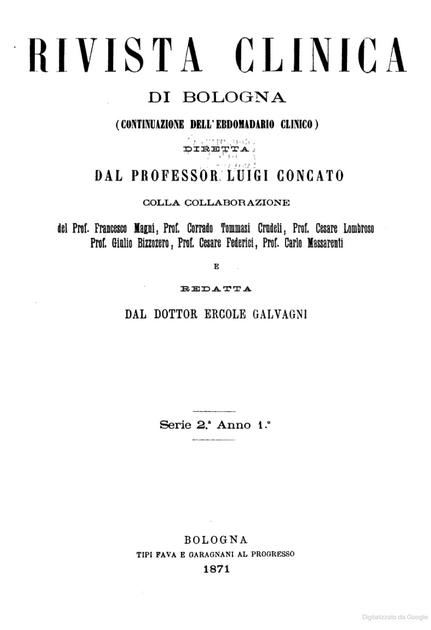 RIVISTA CLINICA
DI BOLOGNA
(CONTINUAZIONE DELL'EBDOMADARIO CLINICO)
DIRETTA
DAL PROFESSOR LUIGI CONCATO
COLLA COLLABORAZIONE
del Prof. Francesco Magni, Prof. Corrado Tommasi Crudeli, Prof. Cesare Lombroso
Prof. Giulio Bizzozero, Prof. Cesare Federici, Prof. Carlo Massarenti
E
REDATTA
DAL DOTTOR ERCOLE GALVAGNI
Serie 2.ª Anno 1.º
BOLOGNA
TIPI FAVA E GARAGNANI AL PROGRESSO
1871
Digitalizzato da Google